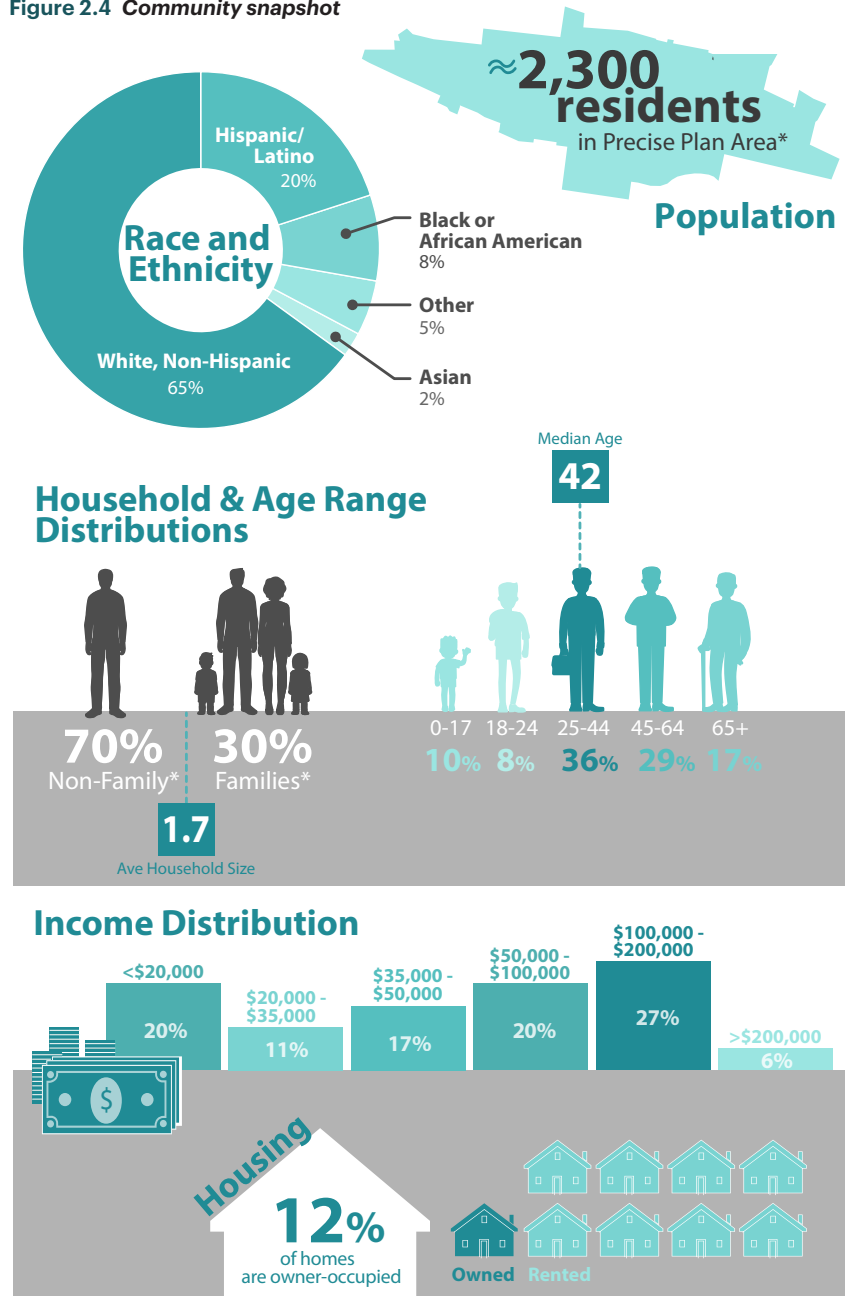 Figure 2.4 Community snapshot
≈2,300
residents
in Precise Plan Area*
Population
Race and
Ethnicity
Hispanic/
Latino
20%
Black or
African American
8%
Other
5%
Asian
2%
White, Non-Hispanic
65%
Household & Age Range
Distributions
Median Age
42
70%
Non-Family*
30%
Families*
1.7
Ave Household Size
0-17
10%
18-24
8%
25-44
36%
45-64
29%
65+
17%
Income Distribution
<$20,000
20%
$20,000 -
$35,000
11%
$35,000 -
$50,000
17%
$50,000 -
$100,000
20%
$100,000 -
$200,000
27%
>$200,000
6%
$
Housing
12%
of homes
are owner-occupied
Owned
Rented